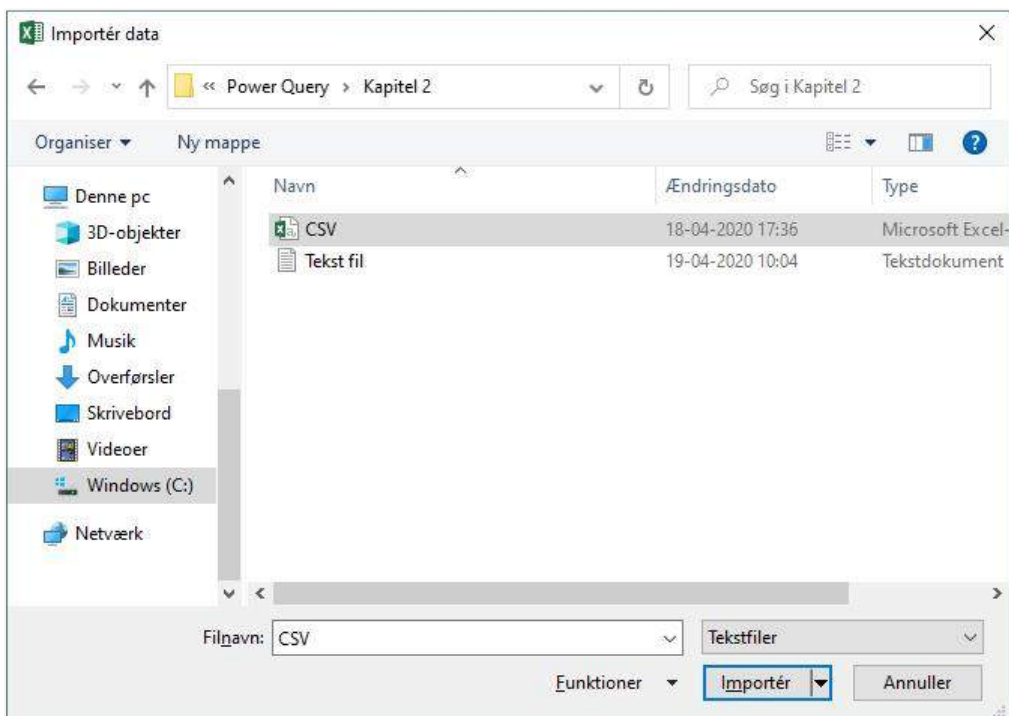 Importér data
« Power Query > Kapitel 2 Søg i Kapitel 2
Organiser Ny mappe
Navn Ændringsdato Type
CSV 18-04-2020 17:36 Microsoft Excel-
Tekst fil 19-04-2020 10:04 Tekstdokument
Denne pc
3D-objekter
Billeder
Dokumenter
Musik
Overførsler
Skrivebord
Videoer
Windows (C:)
Netværk
Filnavn: CSV Tekstfiler
Funktioner Importér Annuller